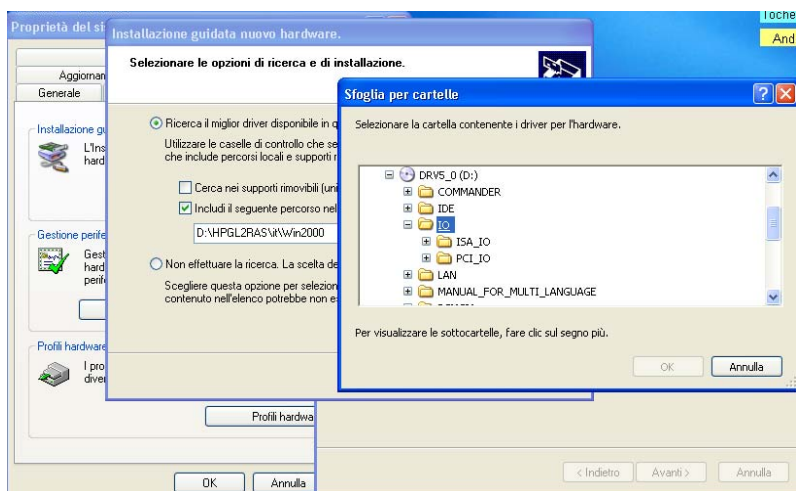 Tochе
And
Proprietà del si
Aggiornam
Generale
Installazione gu
L'Ins
hard
Gestione perife
Gest
hard
perif
Profili hardware
I pro
diver
Profili hardwa
OK
Annulla
Installazione guidata nuovo hardware.
Selezionare le opzioni di ricerca e di installazione.
Ricerca il miglior driver disponibile in q
Utilizzare le caselle di controllo che se
che include percorsi locali e supporti r
Cerca nei supporti rimovibili (uni
Includi il seguente percorso nel
D:\HPGL2RAS\it\Win2000
Non effettuare la ricerca. La scelta de
Scegliere questa opzione per selezion
contenuto nell'elenco potrebbe non e
Sfoglia per cartelle
Selezionare la cartella contenente i driver per l'hardware.
DRV5_0 (D:)
COMMANDER
IDE
IO
ISA_IO
PCI_IO
LAN
MANUAL_FOR_MULTI_LANGUAGE
Per visualizzare le sottocartelle, fare clic sul segno più.
OK
Annulla
< Indietro
Avanti >
Annulla